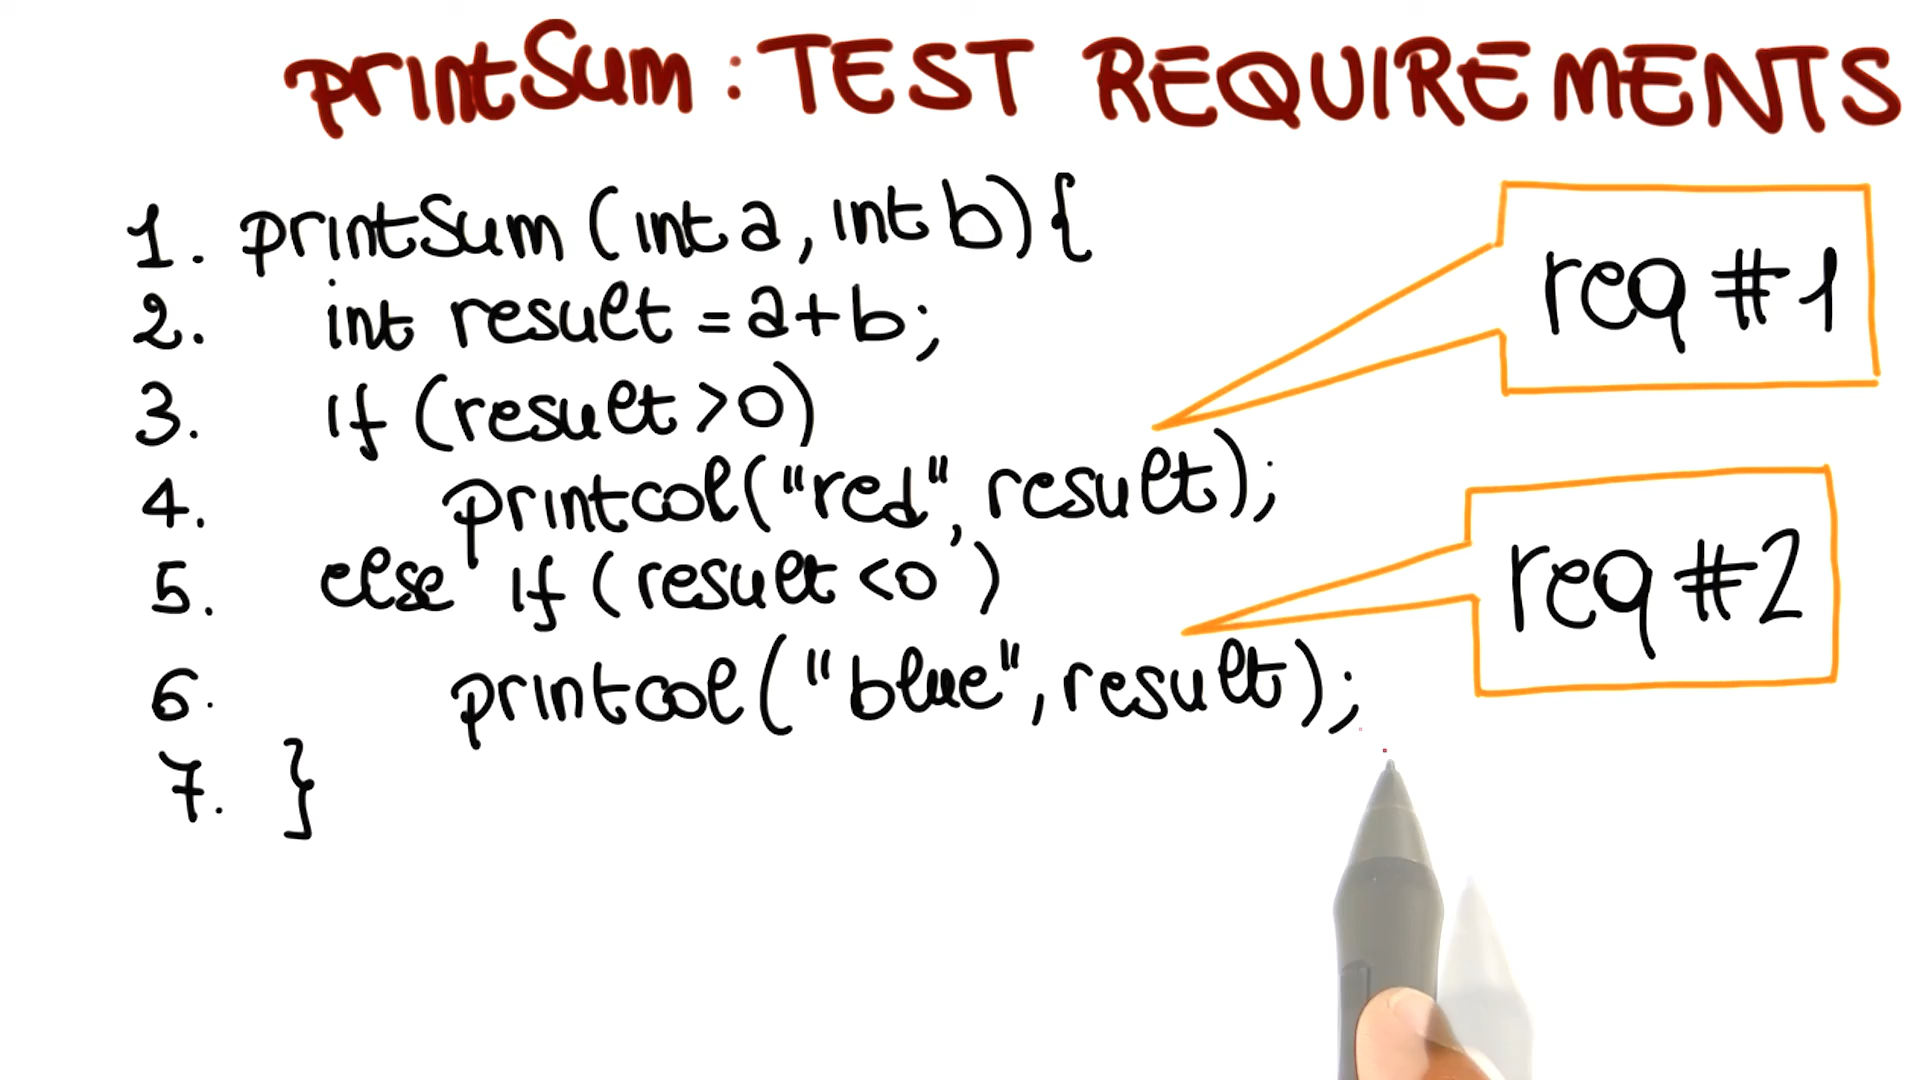 printSum: TEST REQUIREMENTS
1. printSum (int a, int b) {
2. int result = a+b;
3. if (result >0)
4. printcol("red", result);
5. else if (result <0 )
6. printcol("blue", result);
7. }
req #1
req #2